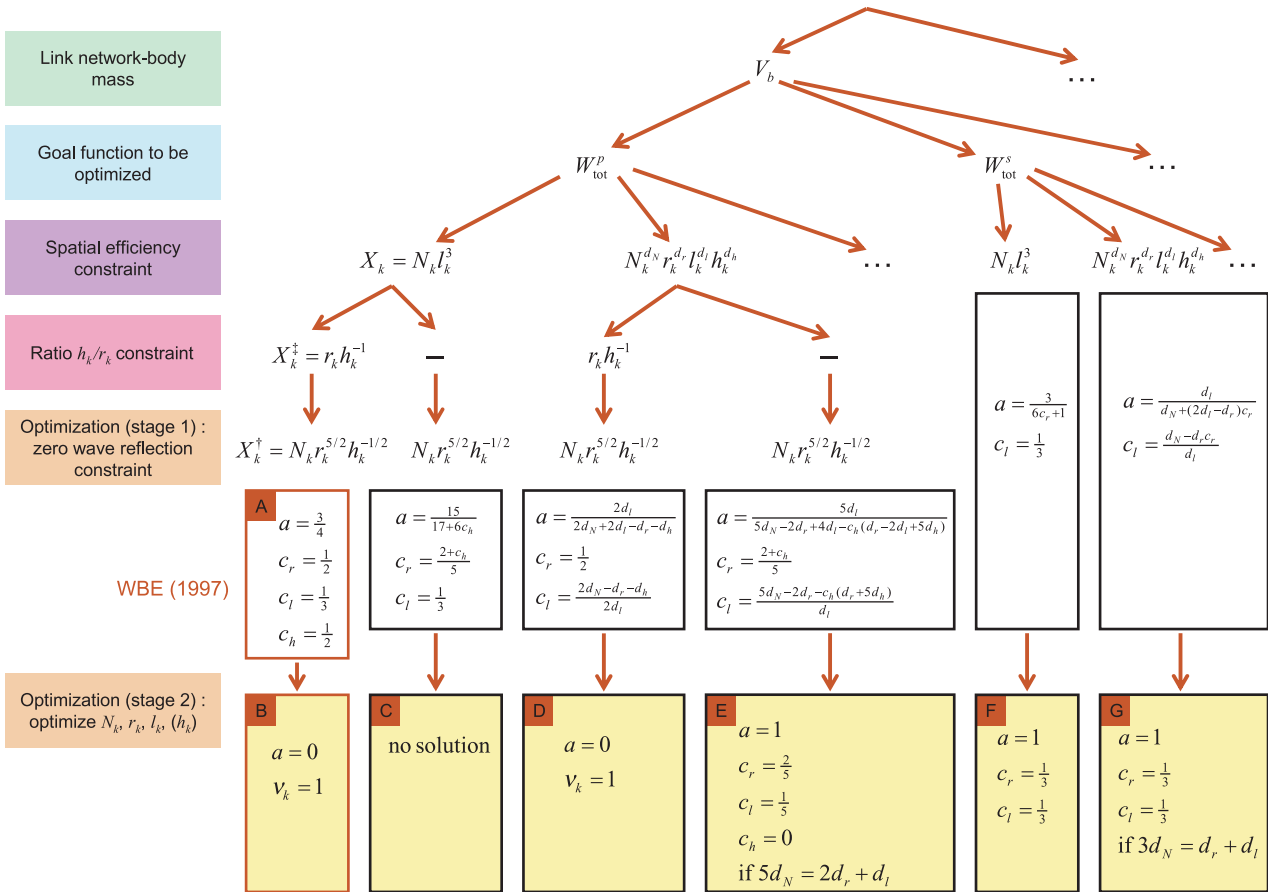 Link network-body
mass
V_b
...
Goal function to be
optimized
W_tot^p
W_tot^s
...
Spatial efficiency
constraint
X_k = N_k l_k^3
N_k^{d_N} r_k^{d_r} l_k^{d_l} h_k^{d_h}
...
N_k l_k^3
N_k^{d_N} r_k^{d_r} l_k^{d_l} h_k^{d_h}
...
Ratio h_k/r_k constraint
X_k^‡ = r_k h_k^{-1}
–
r_k h_k^{-1}
–
Optimization (stage 1) :
zero wave reflection
constraint
X_k^† = N_k r_k^{5/2} h_k^{-1/2}
N_k r_k^{5/2} h_k^{-1/2}
N_k r_k^{5/2} h_k^{-1/2}
N_k r_k^{5/2} h_k^{-1/2}
WBE (1997)
A
a = 3/4
c_r = 1/2
c_l = 1/3
c_h = 1/2
a = 15/(17+6c_h)
c_r = (2+c_h)/5
c_l = 1/3
a = 2d_l/(2d_N+2d_l-d_r-d_h)
c_r = 1/2
c_l = (2d_N-d_r-d_h)/(2d_l)
a = 5d_l/(5d_N-2d_r+4d_l-c_h(d_r-2d_l+5d_h))
c_r = (2+c_h)/5
c_l = (5d_N-2d_r-c_h(d_r+5d_h))/d_l
a = 3/(6c_r+1)
c_l = 1/3
a = d_l/(d_N+(2d_l-d_r)c_r)
c_l = (d_N-d_r c_r)/d_l
Optimization (stage 2) :
optimize N_k, r_k, l_k, (h_k)
B
a = 0
ν_k = 1
C
no solution
D
a = 0
ν_k = 1
E
a = 1
c_r = 2/5
c_l = 1/5
c_h = 0
if 5d_N = 2d_r + d_l
F
a = 1
c_r = 1/3
c_l = 1/3
G
a = 1
c_r = 1/3
c_l = 1/3
if 3d_N = d_r + d_l